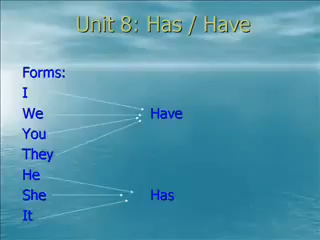 Unit 8: Has / Have
Forms:
I
We Have
You
They
He
She Has
It